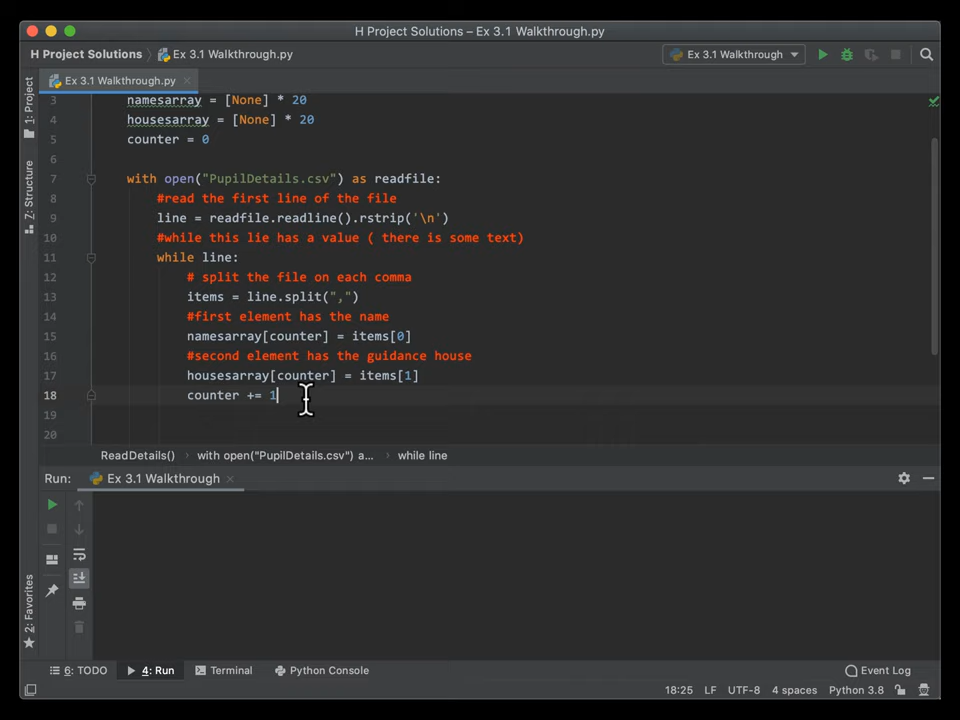 H Project Solutions – Ex 3.1 Walkthrough.py
H Project Solutions Ex 3.1 Walkthrough.py Ex 3.1 Walkthrough
1: Project
Ex 3.1 Walkthrough.py
3 namesarray = [None] * 20
4 housesarray = [None] * 20
5 counter = 0
6
7 with open("PupilDetails.csv") as readfile:
8 #read the first line of the file
9 line = readfile.readline().rstrip('\n')
10 #while this lie has a value ( there is some text)
11 while line:
12 # split the file on each comma
13 items = line.split(",")
14 #first element has the name
15 namesarray[counter] = items[0]
16 #second element has the guidance house
17 housesarray[counter] = items[1]
18 counter += 1
19
20
Z: Structure
ReadDetails() with open("PupilDetails.csv") a... while line
Run: Ex 3.1 Walkthrough
2: Favorites
6: TODO 4: Run Terminal Python Console Event Log
18:25 LF UTF-8 4 spaces Python 3.8